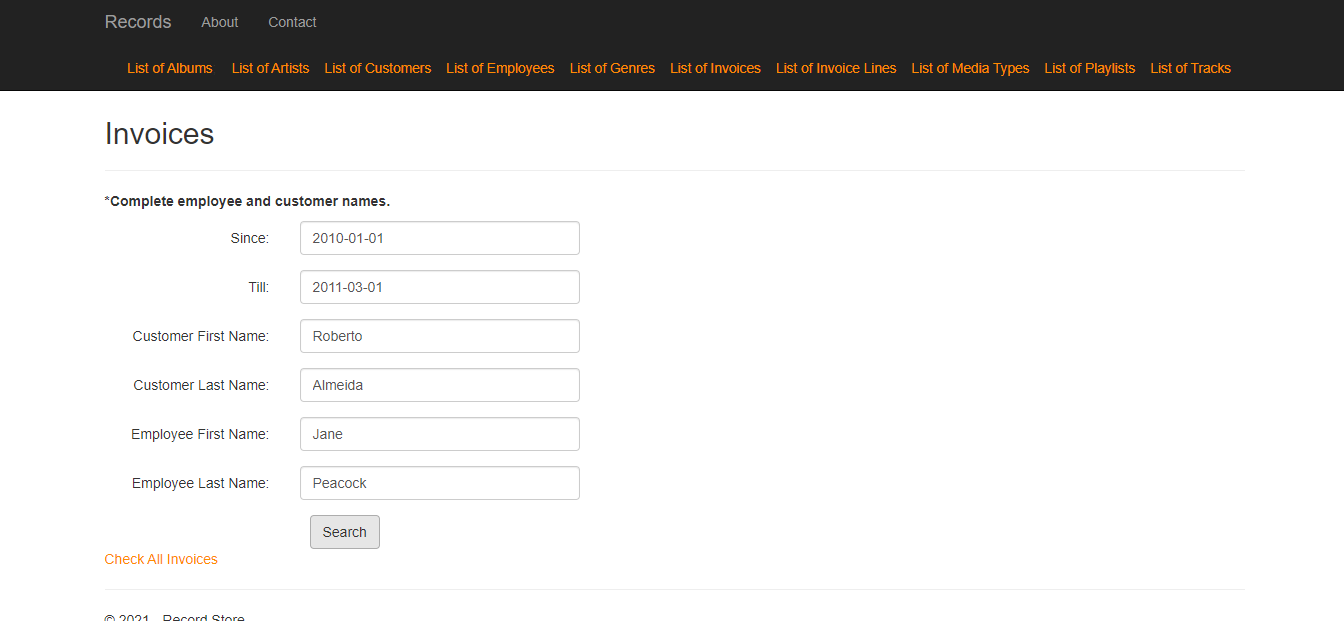 Records About Contact
List of Albums List of Artists List of Customers List of Employees List of Genres List of Invoices List of Invoice Lines List of Media Types List of Playlists List of Tracks
Invoices
*Complete employee and customer names.
Since: 2010-01-01
Till: 2011-03-01
Customer First Name: Roberto
Customer Last Name: Almeida
Employee First Name: Jane
Employee Last Name: Peacock
Search
Check All Invoices
© 2021 - Record Store